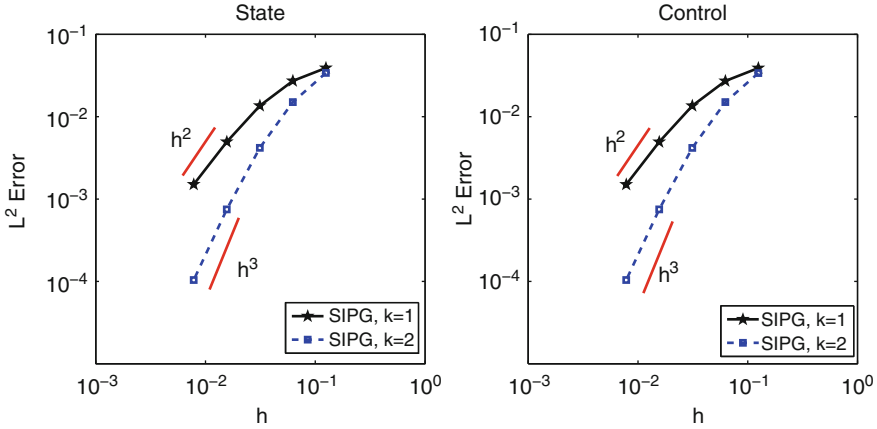 State
10^-1
10^-2
10^-3
10^-4
L^2 Error
h^2
h^3
SIPG, k=1
SIPG, k=2
10^-3
10^-2
10^-1
10^0
h
Control
10^-1
10^-2
10^-3
10^-4
L^2 Error
h^2
h^3
SIPG, k=1
SIPG, k=2
10^-3
10^-2
10^-1
10^0
h